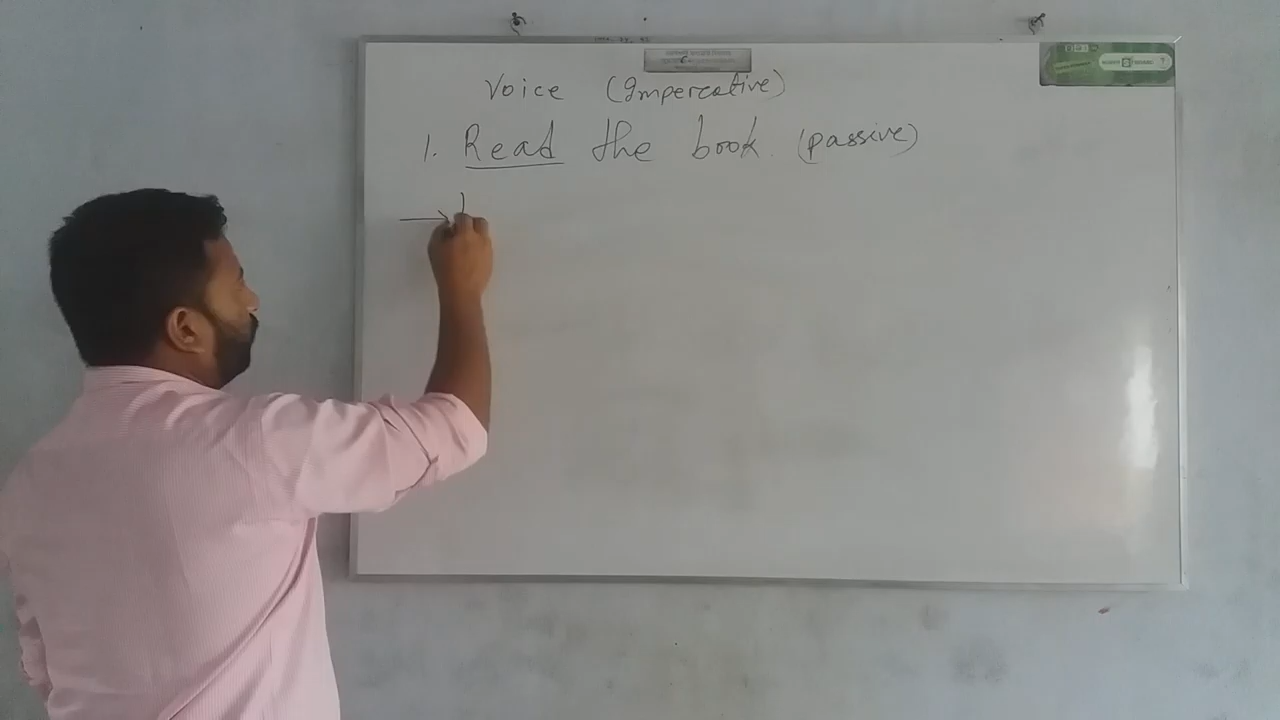 Voice (Impercative)
1. Read the book. (passive)